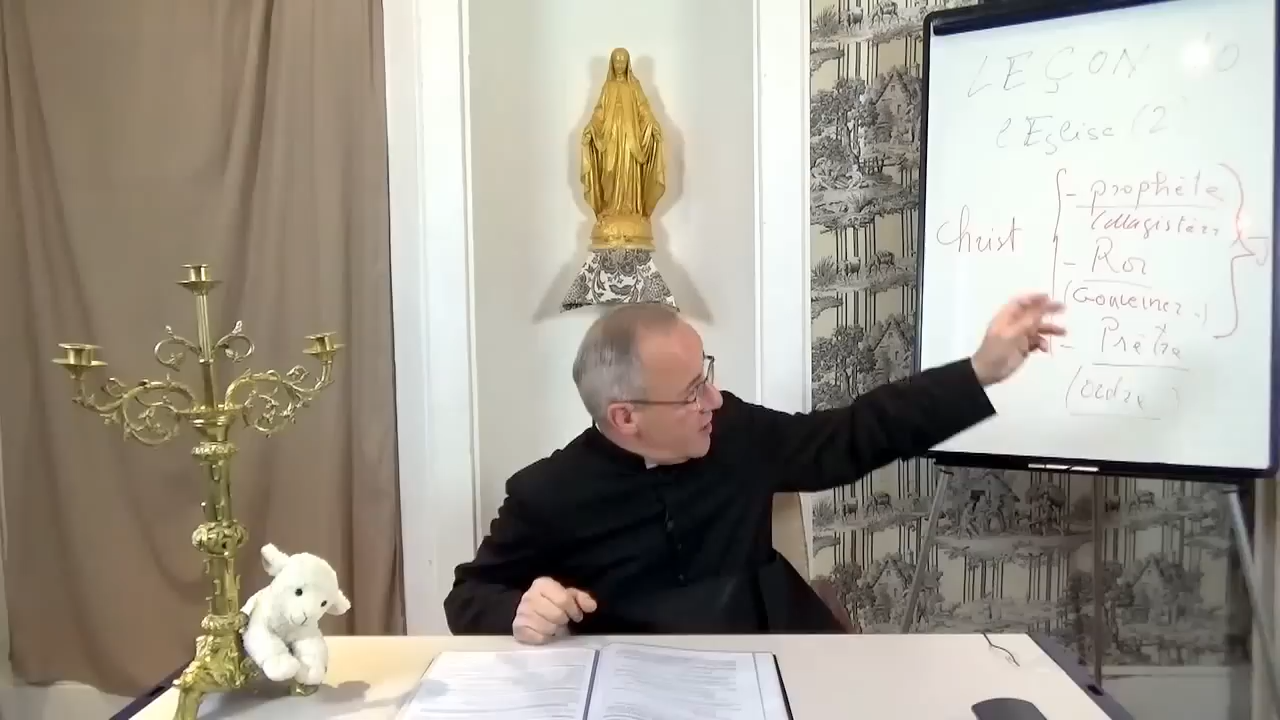 LEÇON
l'Eglise (2
- prophète
(Magistère
Christ
- Roi
(Gouverner.)
- Prêtre
(ordre)